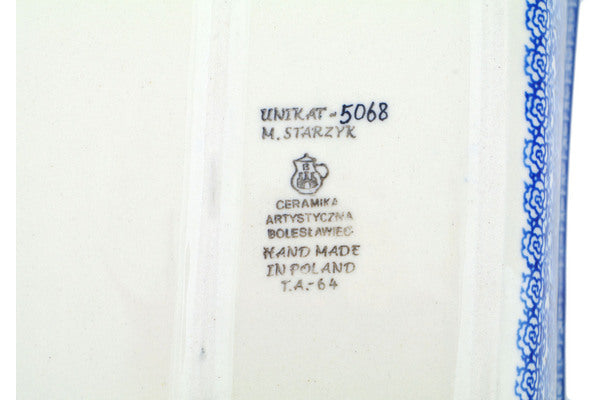 UNIKAT-5068
M. STARZYK
CERAMIKA
ARTYSTYCZNA
BOLESŁAWIEC
HAND MADE
IN POLAND
T.A.-64